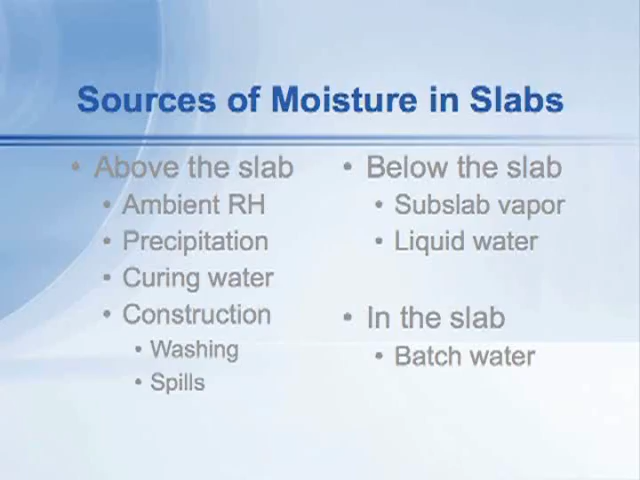 Sources of Moisture in Slabs
• Above the slab
• Ambient RH
• Precipitation
• Curing water
• Construction
• Washing
• Spills
• Below the slab
• Subslab vapor
• Liquid water
• In the slab
• Batch water